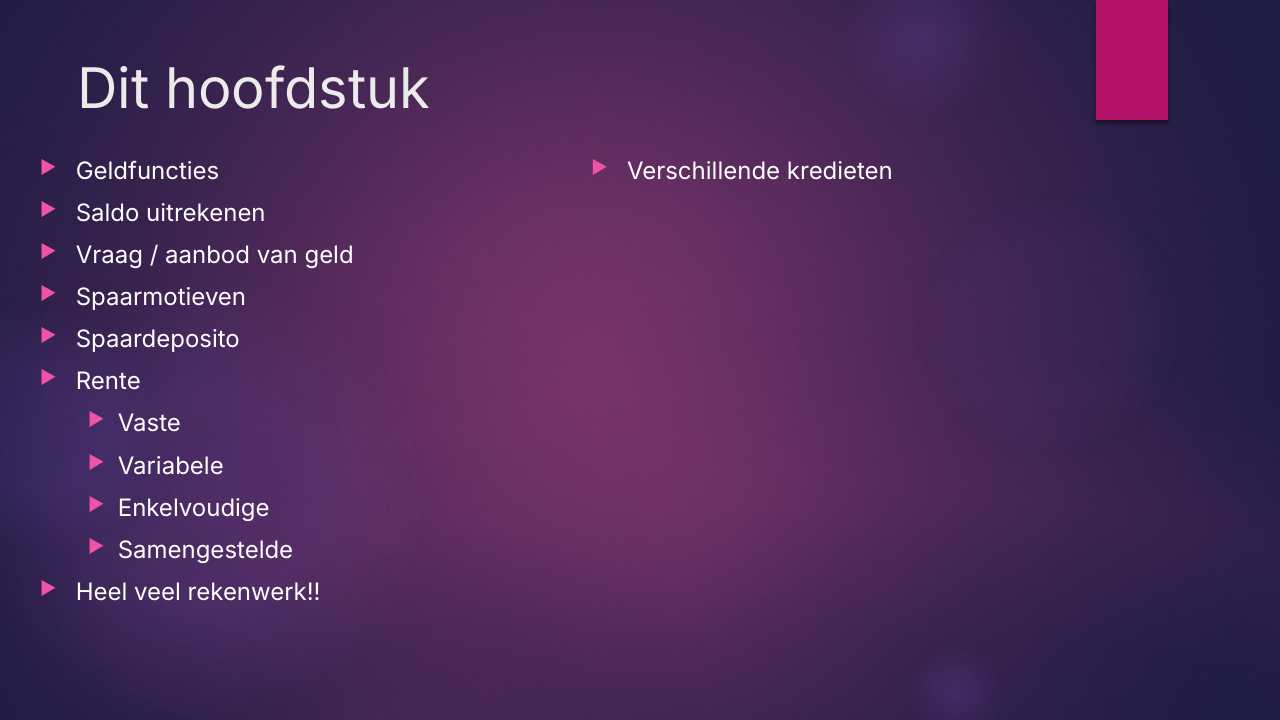 Dit hoofdstuk
Geldfuncties
Saldo uitrekenen
Vraag / aanbod van geld
Spaarmotieven
Spaardeposito
Rente
Vaste
Variabele
Enkelvoudige
Samengestelde
Heel veel rekenwerk!!
Verschillende kredieten